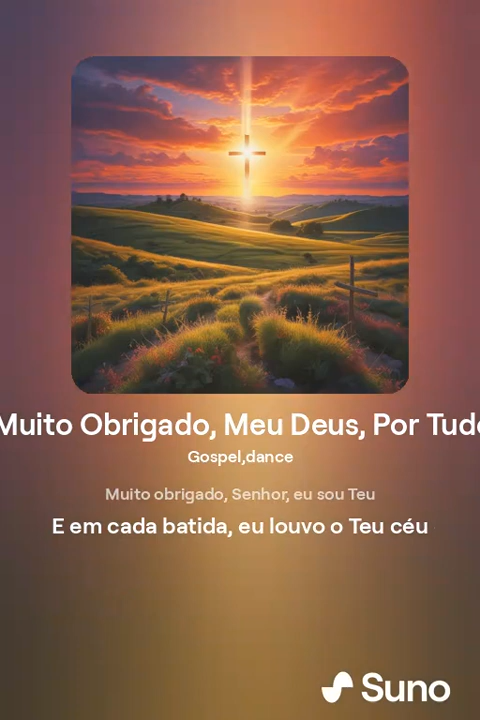 Muito Obrigado, Meu Deus, Por Tudo
Gospel,dance
Muito obrigado, Senhor, eu sou Teu
E em cada batida, eu louvo o Teu céu
Suno